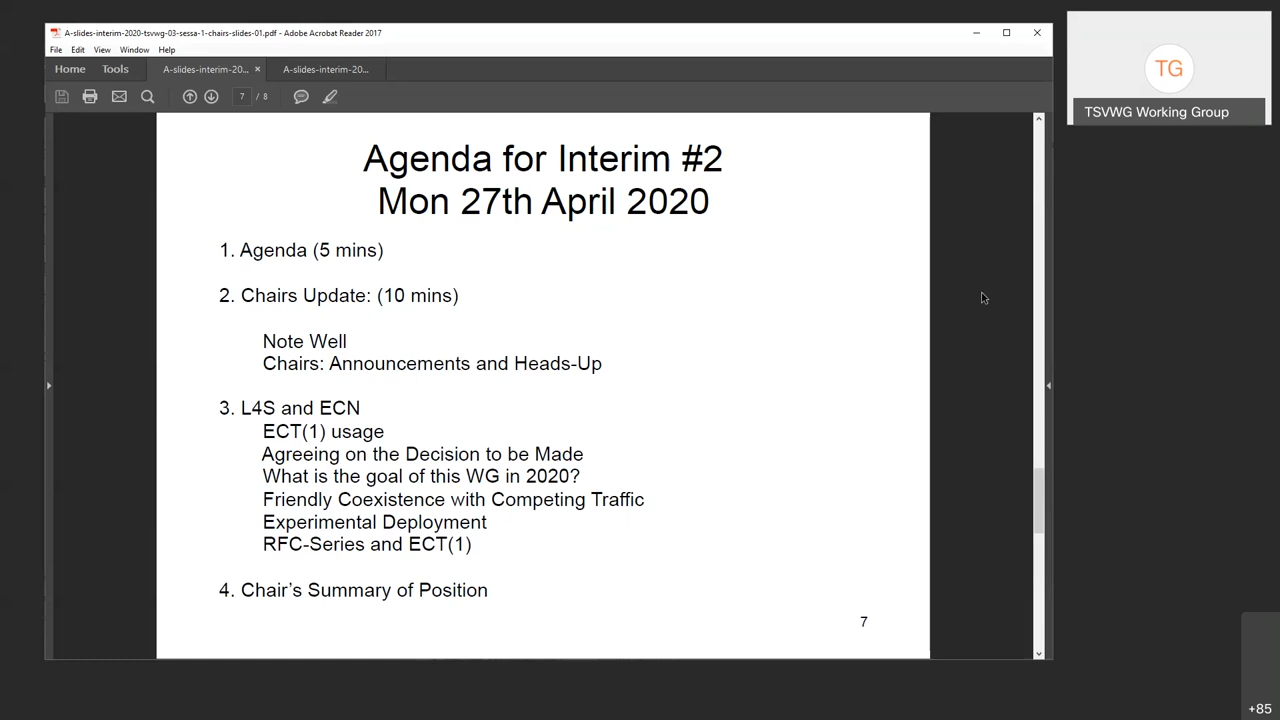 A-slides-interim-2020-tsvwg-03-sessa-1-chairs-slides-01.pdf - Adobe Acrobat Reader 2017
File Edit View Window Help
Home Tools A-slides-interim-20... × A-slides-interim-20...
7 / 8
TG
TSVWG Working Group
Agenda for Interim #2
Mon 27th April 2020
1. Agenda (5 mins)
2. Chairs Update: (10 mins)
Note Well
Chairs: Announcements and Heads-Up
3. L4S and ECN
ECT(1) usage
Agreeing on the Decision to be Made
What is the goal of this WG in 2020?
Friendly Coexistence with Competing Traffic
Experimental Deployment
RFC-Series and ECT(1)
4. Chair’s Summary of Position
7
+85